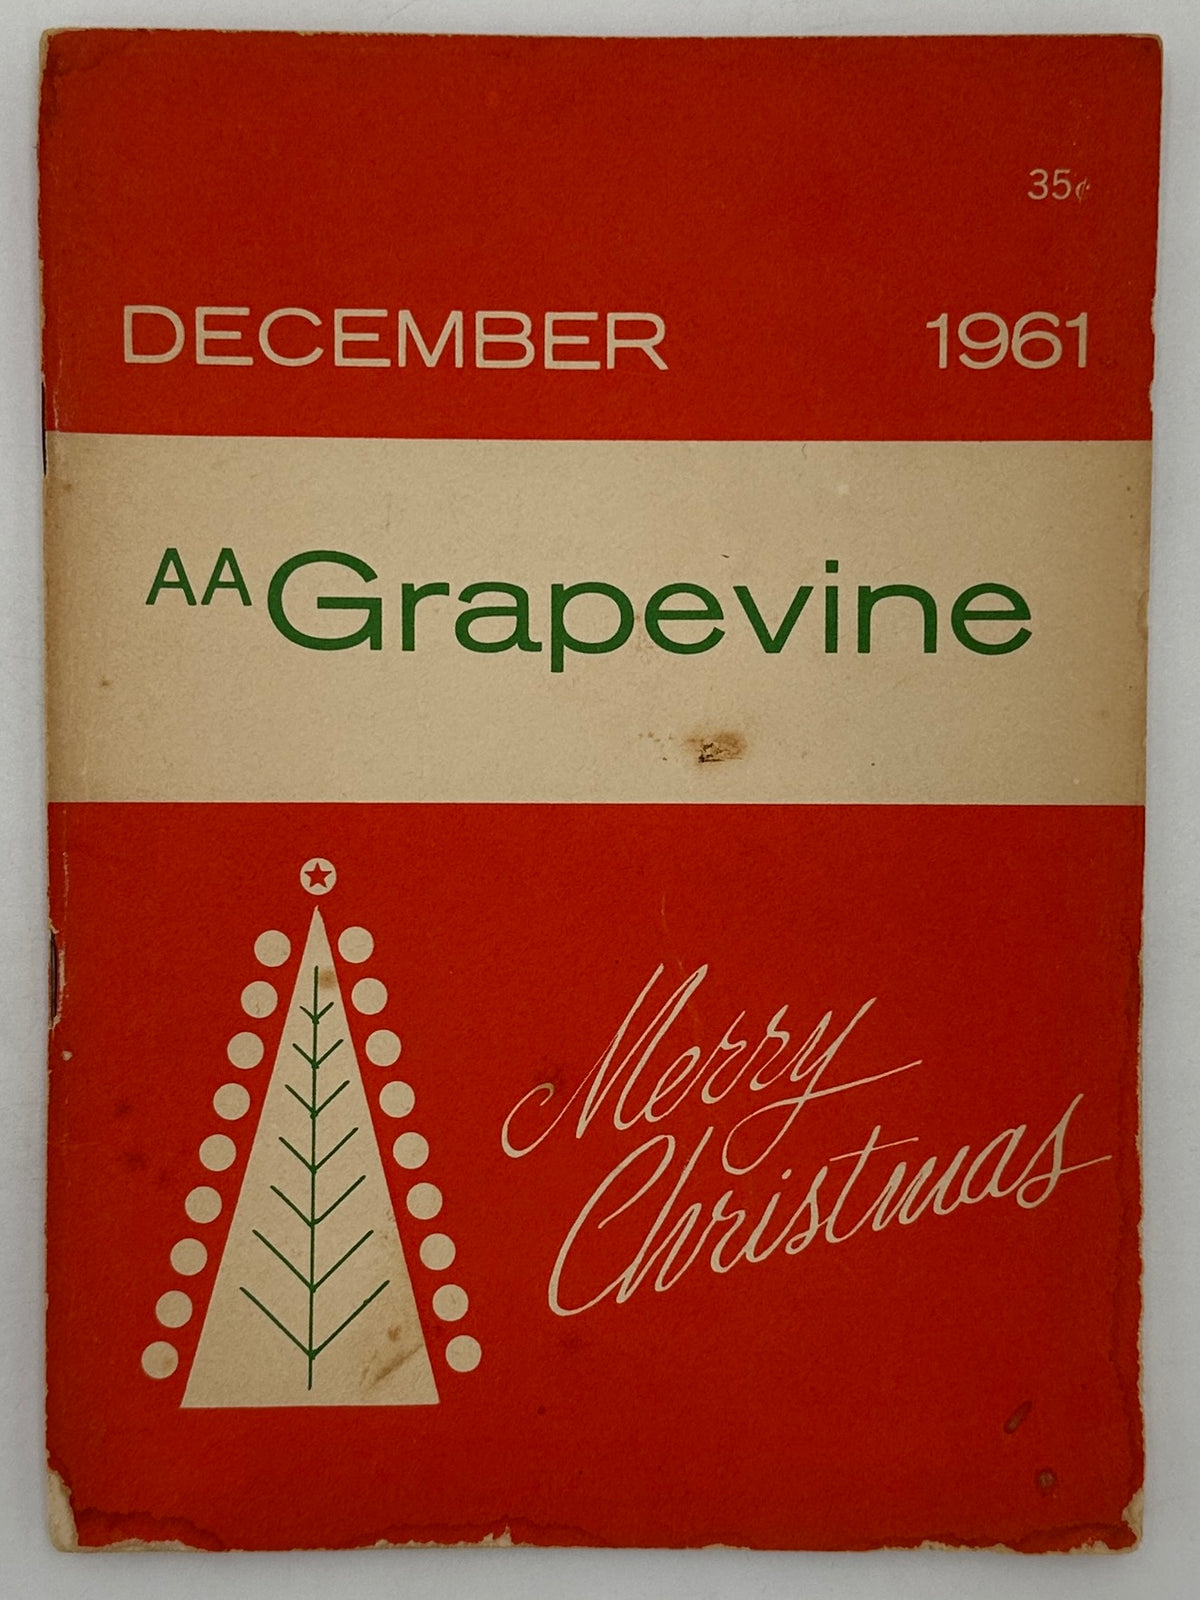 35¢
DECEMBER 1961
AA Grapevine
Merry
Christmas